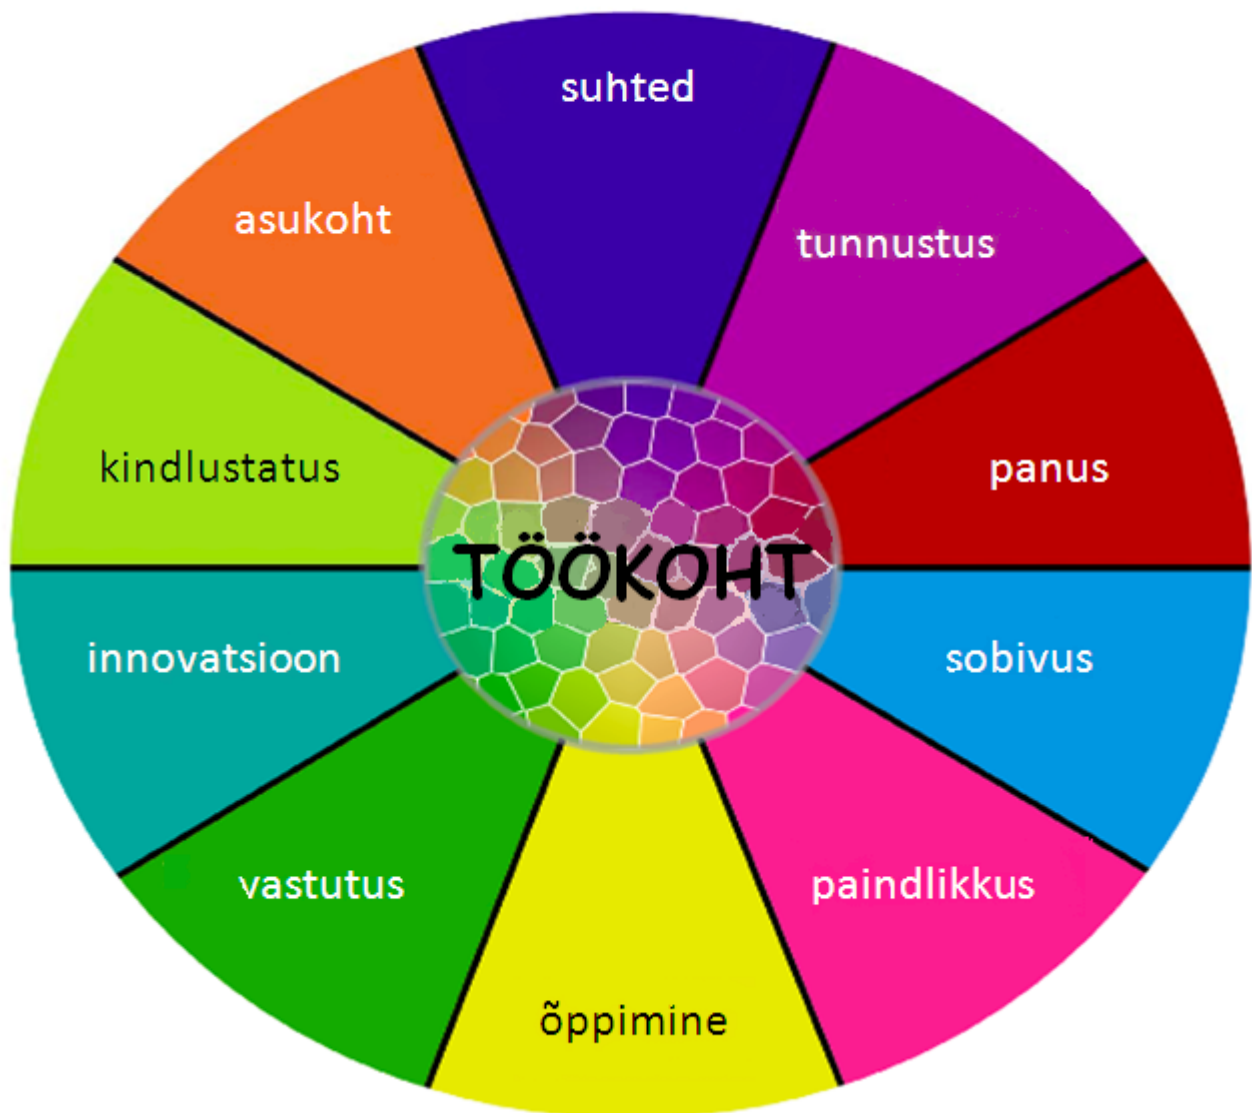 suhted
tunnustus
panus
sobivus
paindlikkus
õppimine
vastutus
innovatsioon
kindlustatus
asukoht
TÖÖKOHT